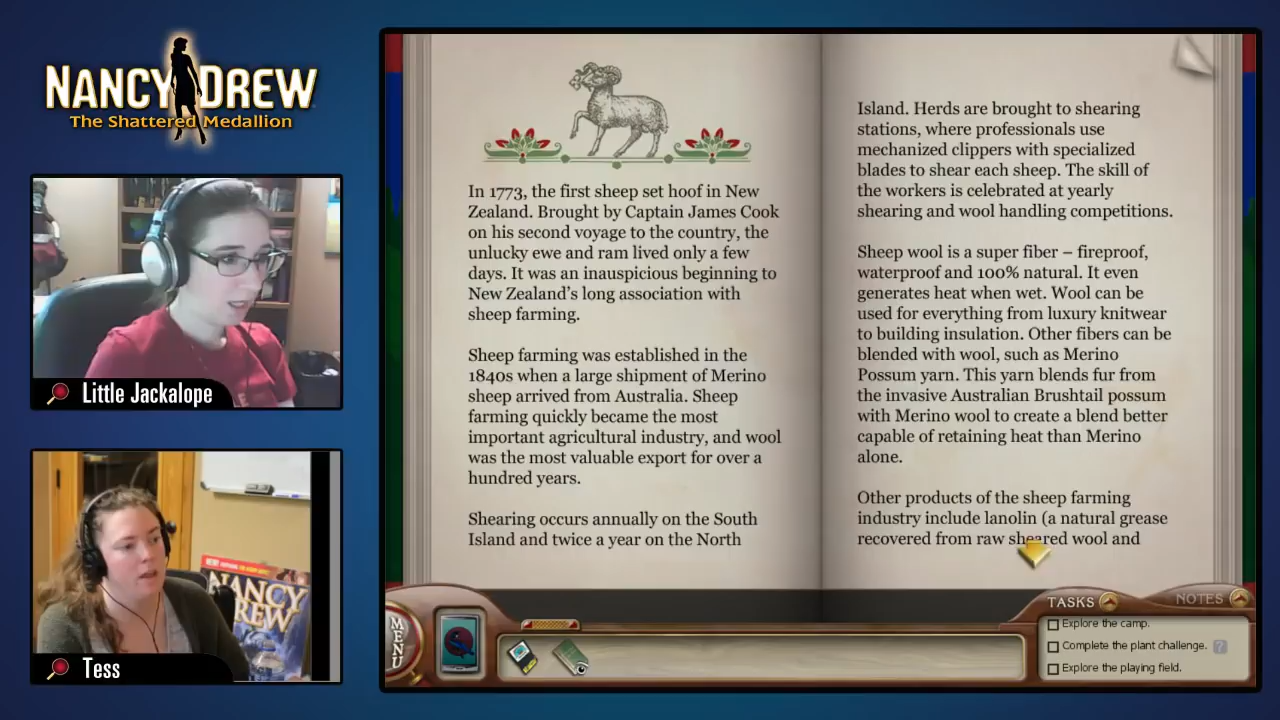 NANCY DREW
The Shattered Medallion
Little Jackalope
NANCY
DREW
Tess
In 1773, the first sheep set hoof in New
Zealand. Brought by Captain James Cook
on his second voyage to the country, the
unlucky ewe and ram lived only a few
days. It was an inauspicious beginning to
New Zealand's long association with
sheep farming.
Sheep farming was established in the
1840s when a large shipment of Merino
sheep arrived from Australia. Sheep
farming quickly became the most
important agricultural industry, and wool
was the most valuable export for over a
hundred years.
Shearing occurs annually on the South
Island and twice a year on the North
Island. Herds are brought to shearing
stations, where professionals use
mechanized clippers with specialized
blades to shear each sheep. The skill of
the workers is celebrated at yearly
shearing and wool handling competitions.
Sheep wool is a super fiber – fireproof,
waterproof and 100% natural. It even
generates heat when wet. Wool can be
used for everything from luxury knitwear
to building insulation. Other fibers can be
blended with wool, such as Merino
Possum yarn. This yarn blends fur from
the invasive Australian Brushtail possum
with Merino wool to create a blend better
capable of retaining heat than Merino
alone.
Other products of the sheep farming
industry include lanolin (a natural grease
recovered from raw sheared wool and
MENU
TASKS
NOTES
Explore the camp.
Complete the plant challenge. ?
Explore the playing field.